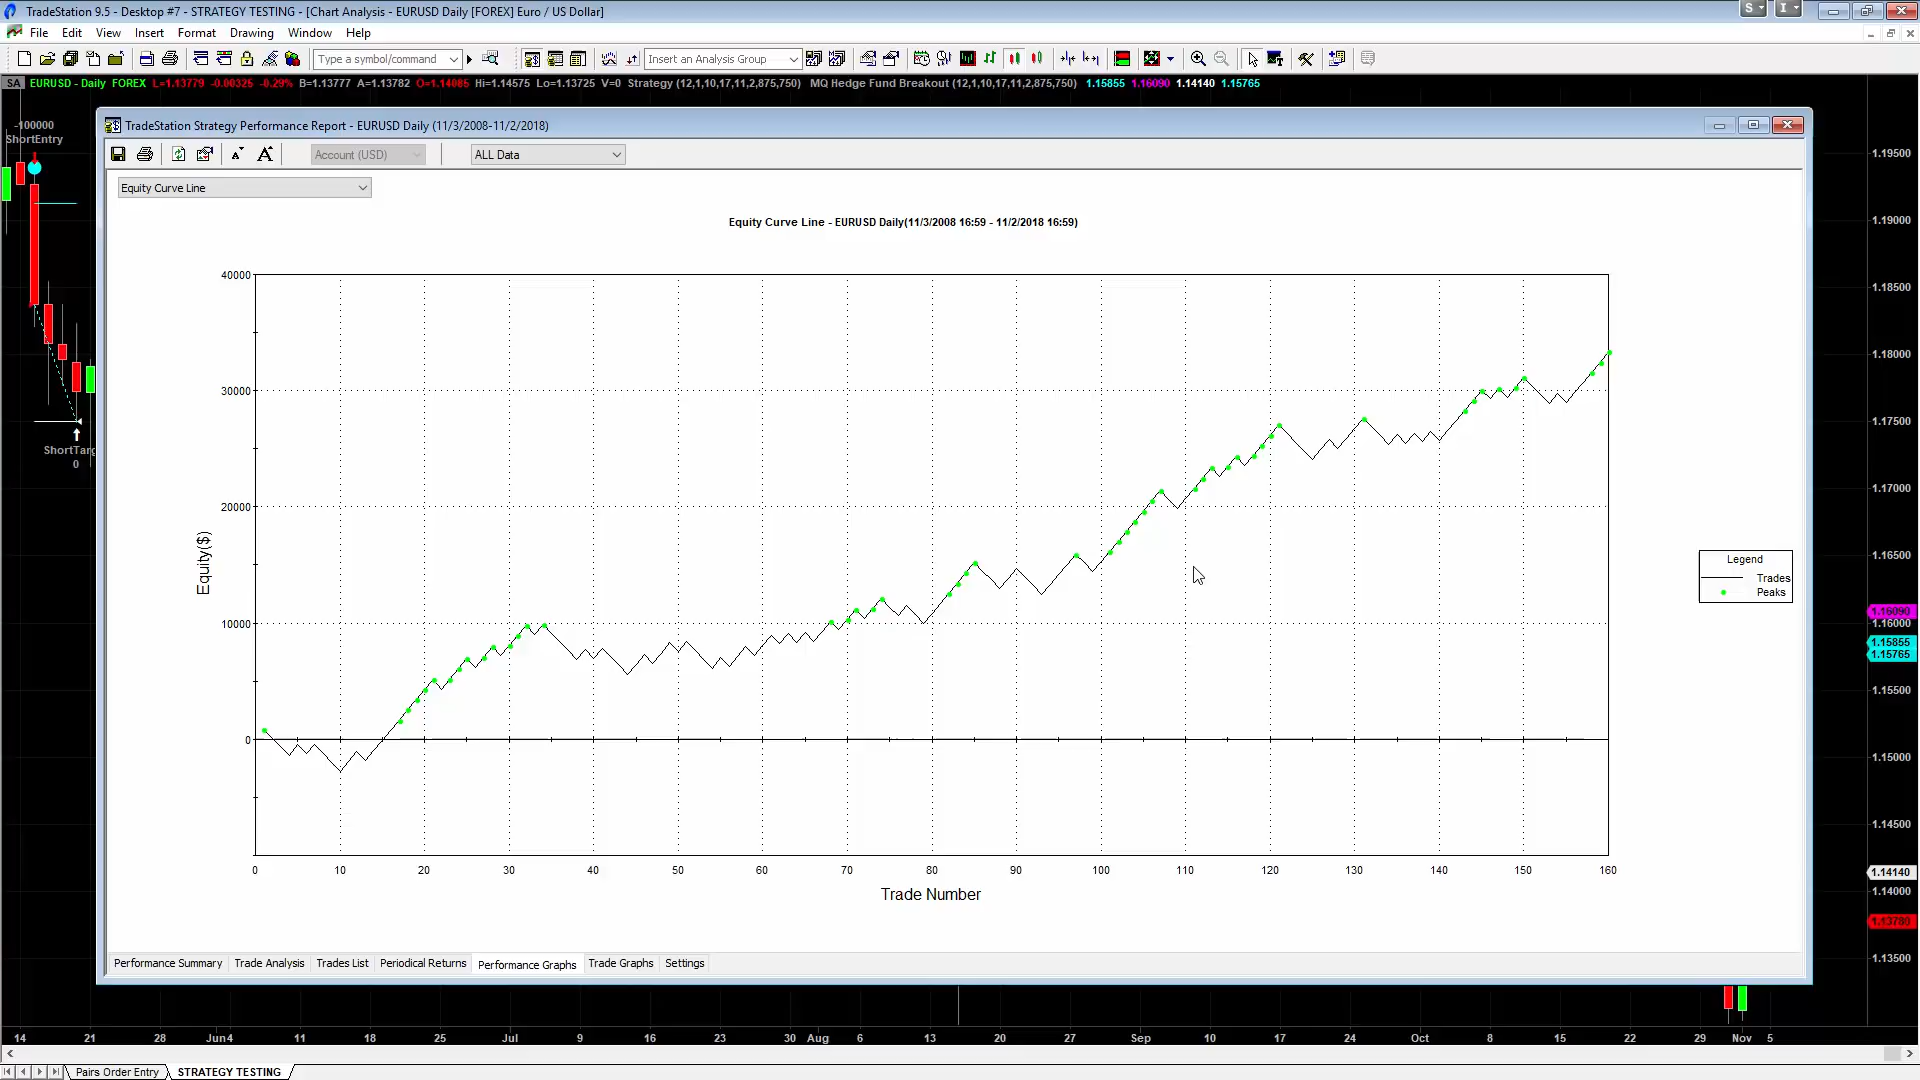 TradeStation 9.5 - Desktop #7 - STRATEGY TESTING - [Chart Analysis - EURUSD Daily [FOREX] Euro / US Dollar]
S
I
File Edit View Insert Format Drawing Window Help
Type a symbol/command
Insert an Analysis Group
SA EURUSD - Daily FOREX L=1.13779 -0.00325 -0.29% B=1.13777 A=1.13782 O=1.14085 Hi=1.14575 Lo=1.13725 V=0 Strategy (12,1,10,17,11,2,875,750) MQ Hedge Fund Breakout (12,1,10,17,11,2,875,750) 1.15855 1.16090 1.14140 1.15765
-100000
ShortEntry
ShortTarg
0
TradeStation Strategy Performance Report - EURUSD Daily (11/3/2008-11/2/2018)
Account (USD)
ALL Data
Equity Curve Line
Equity Curve Line - EURUSD Daily(11/3/2008 16:59 - 11/2/2018 16:59)
40000
30000
20000
10000
0
Equity($)
0 10 20 30 40 50 60 70 80 90 100 110 120 130 140 150 160
Trade Number
Legend
Trades
Peaks
Performance Summary Trade Analysis Trades List Periodical Returns Performance Graphs Trade Graphs Settings
1.19500
1.19000
1.18500
1.18000
1.17500
1.17000
1.16500
1.16090
1.16000
1.15855
1.15765
1.15500
1.15000
1.14500
1.14140
1.14000
1.13780
1.13500
14 21 28 Jun4 11 18 25 Jul 9 16 23 30 Aug 6 13 20 27 Sep 10 17 24 Oct 8 15 22 29 Nov 5
Pairs Order Entry STRATEGY TESTING